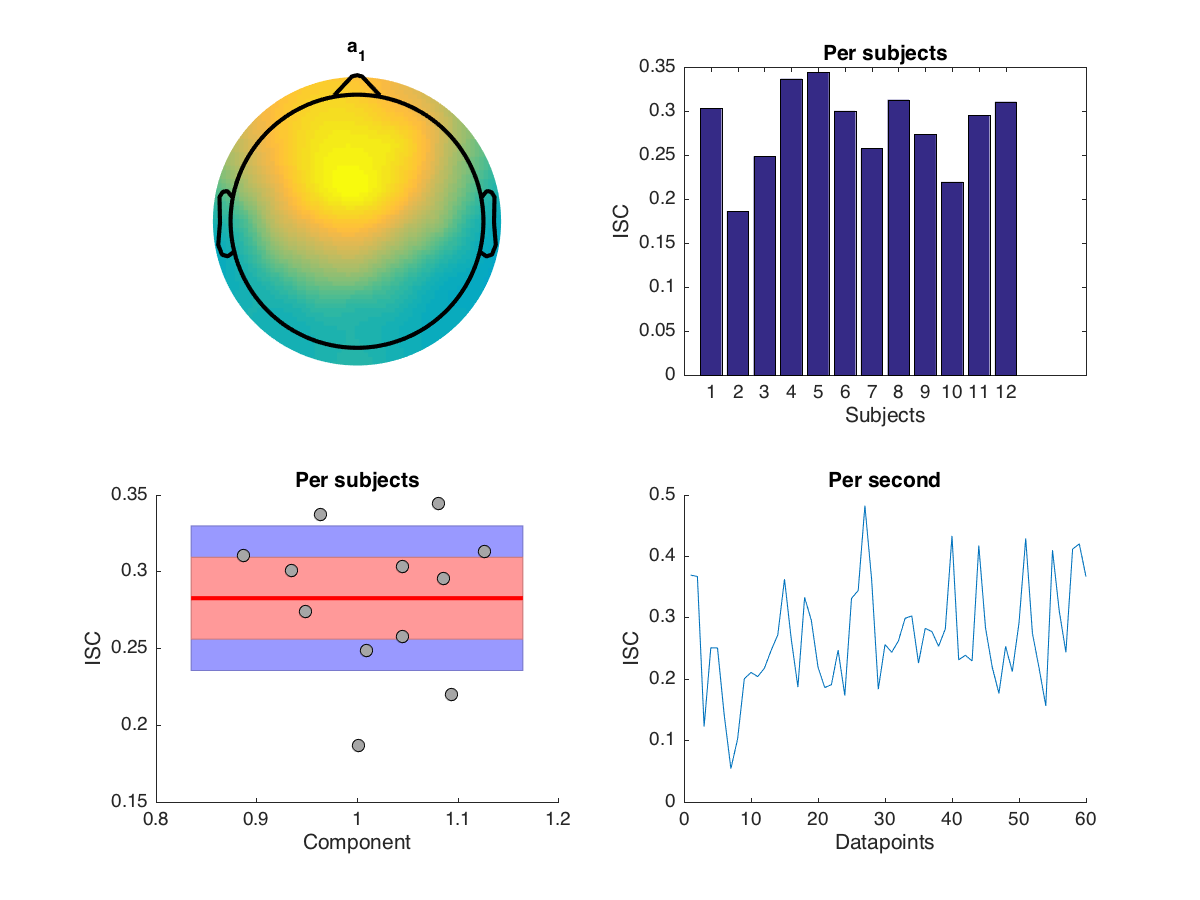 a1
Per subjects
0.35
0.3
0.25
0.2
0.15
0.1
0.05
0
ISC
1 2 3 4 5 6 7 8 9 10 11 12
Subjects
Per subjects
0.35
0.3
0.25
0.2
0.15
ISC
0.8 0.9 1 1.1 1.2
Component
Per second
0.5
0.4
0.3
0.2
0.1
0
ISC
0 10 20 30 40 50 60
Datapoints